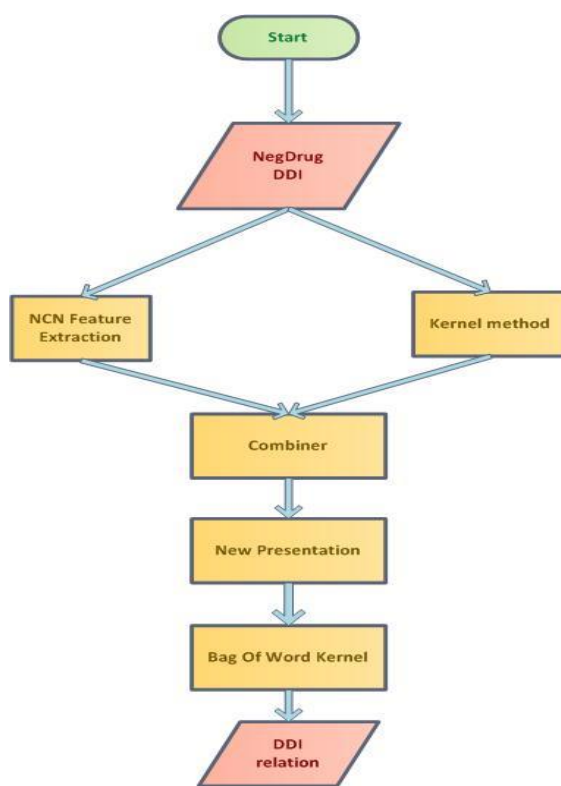 Start
NegDrug
DDI
NCN Feature
Extraction
Kernel method
Combiner
New Presentation
Bag Of Word Kernel
DDI
relation